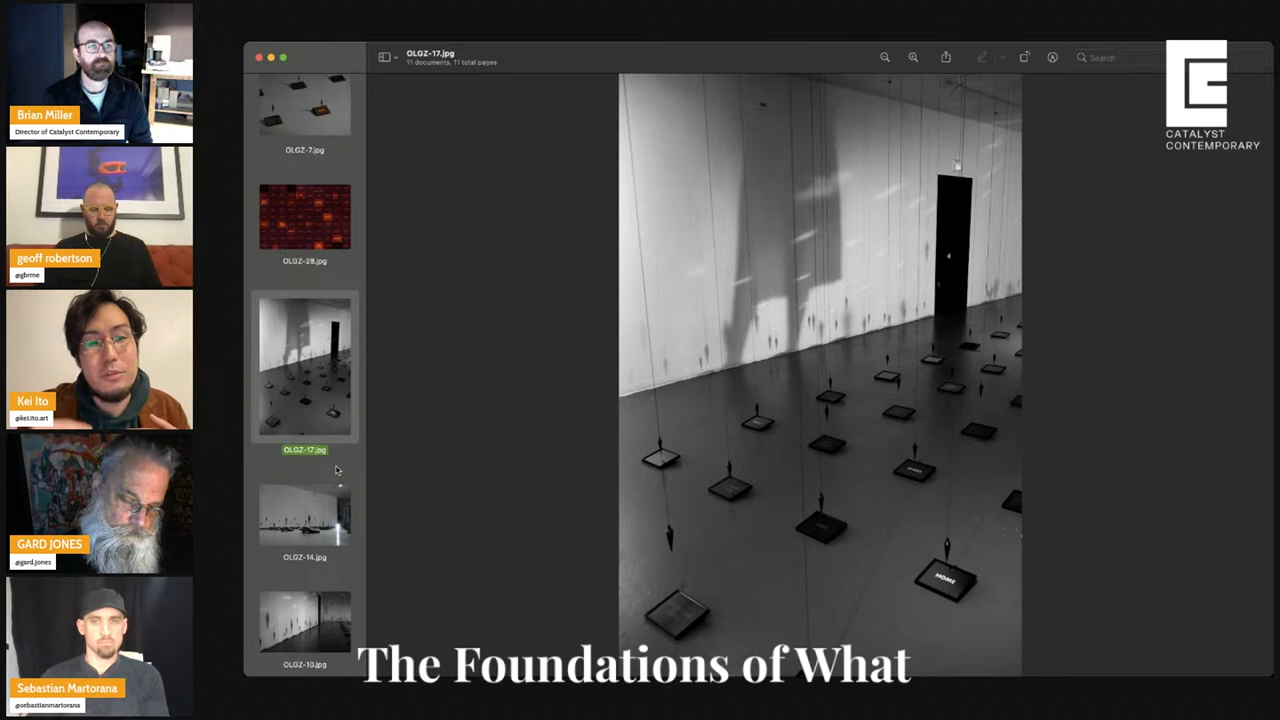 Brian Miller
Director of Catalyst Contemporary
geoff robertson
@gbrme
Kei Ito
@kei.ito.art
GARD JONES
@gard.jones
Sebastian Martorana
@sebastianmartorana
OLGZ-17.jpg
11 documents, 11 total pages
Search
OLGZ-7.jpg
OLGZ-28.jpg
OLGZ-17.jpg
OLGZ-14.jpg
OLGZ-10.jpg
HOME
CATALYST
CONTEMPORARY
The Foundations of What